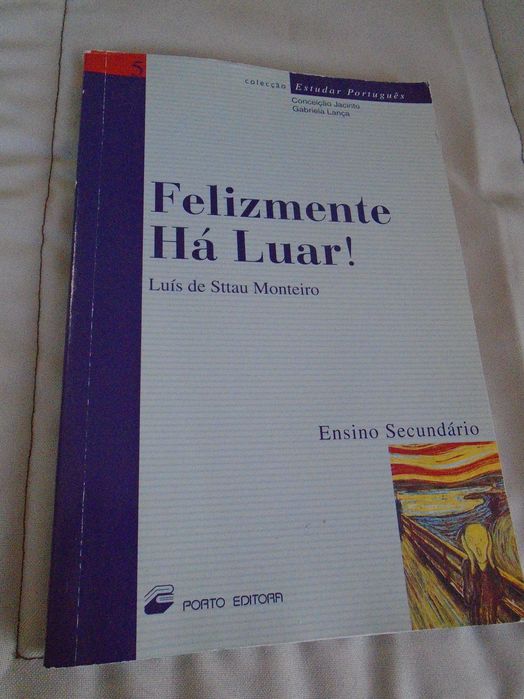 5
colecção Estudar Português
Conceição Jacinto
Gabriela Lança
Felizmente
Há Luar!
Luís de Sttau Monteiro
Ensino Secundário
PORTO EDITORA